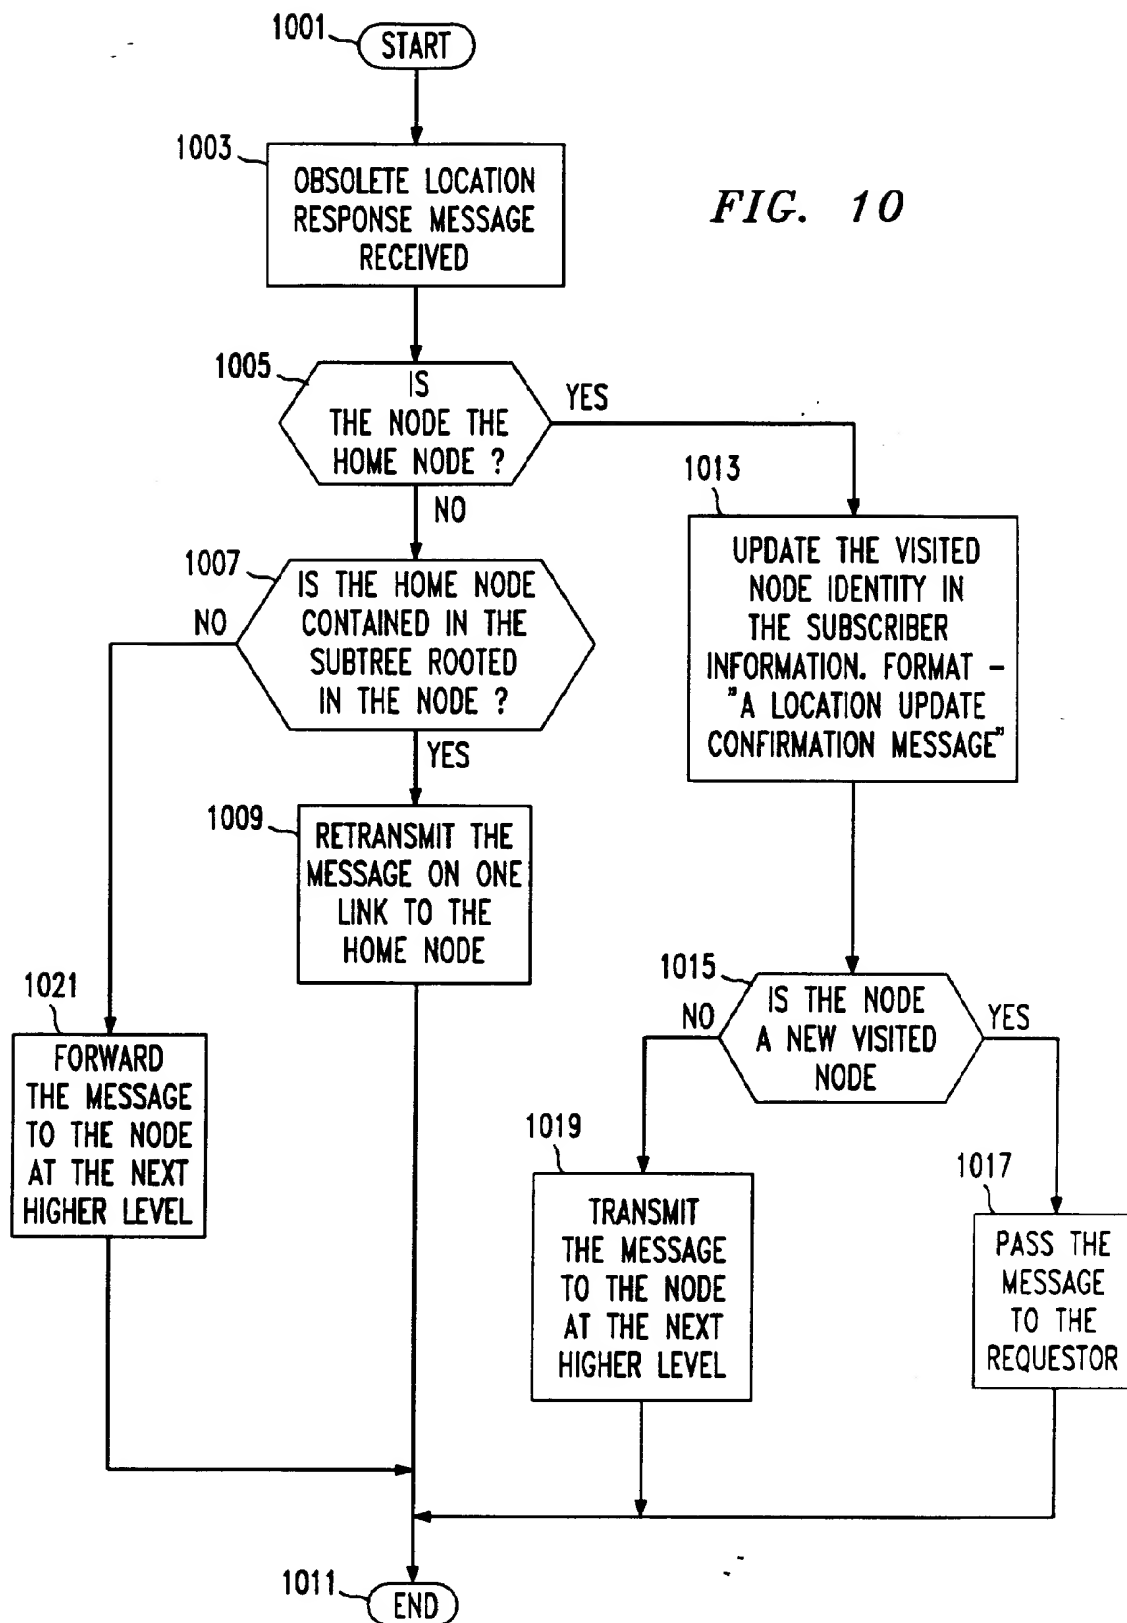 1001
START
1003
OBSOLETE LOCATION
RESPONSE MESSAGE
RECEIVED
FIG. 10
1005
IS
THE NODE THE
HOME NODE ?
YES
NO
1007
IS THE HOME NODE
CONTAINED IN THE
SUBTREE ROOTED
IN THE NODE ?
NO
YES
1013
UPDATE THE VISITED
NODE IDENTITY IN
THE SUBSCRIBER
INFORMATION. FORMAT –
"A LOCATION UPDATE
CONFIRMATION MESSAGE"
1009
RETRANSMIT THE
MESSAGE ON ONE
LINK TO THE
HOME NODE
1015
IS THE NODE
A NEW VISITED
NODE
NO
YES
1021
FORWARD
THE MESSAGE
TO THE NODE
AT THE NEXT
HIGHER LEVEL
1019
TRANSMIT
THE MESSAGE
TO THE NODE
AT THE NEXT
HIGHER LEVEL
1017
PASS THE
MESSAGE
TO THE
REQUESTOR
1011
END